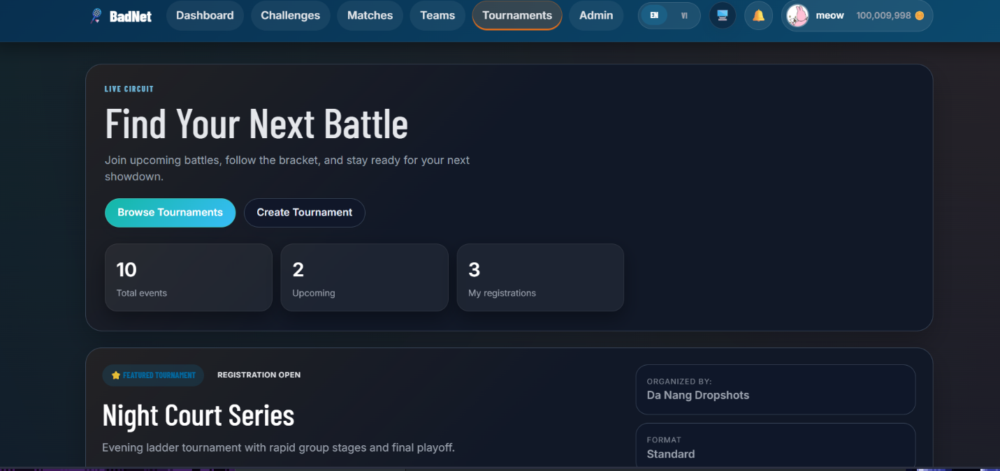 BadNet Dashboard Challenges Matches Teams Tournaments Admin EN VI meow 100,009,998
LIVE CIRCUIT
Find Your Next Battle
Join upcoming battles, follow the bracket, and stay ready for your next
showdown.
Browse Tournaments Create Tournament
10
Total events
2
Upcoming
3
My registrations
FEATURED TOURNAMENT REGISTRATION OPEN
Night Court Series
Evening ladder tournament with rapid group stages and final playoff.
ORGANIZED BY:
Da Nang Dropshots
FORMAT
Standard